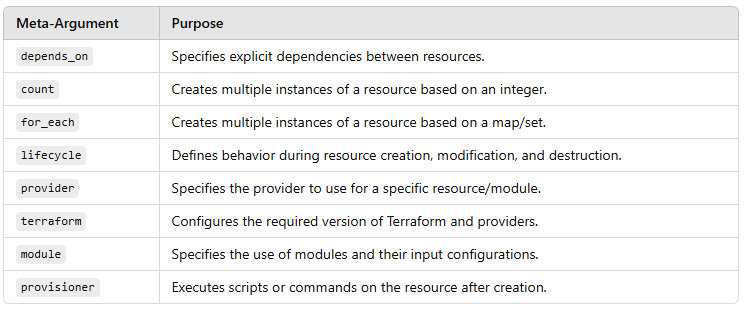 Meta-Argument Purpose
depends_on Specifies explicit dependencies between resources.
count Creates multiple instances of a resource based on an integer.
for_each Creates multiple instances of a resource based on a map/set.
lifecycle Defines behavior during resource creation, modification, and destruction.
provider Specifies the provider to use for a specific resource/module.
terraform Configures the required version of Terraform and providers.
module Specifies the use of modules and their input configurations.
provisioner Executes scripts or commands on the resource after creation.